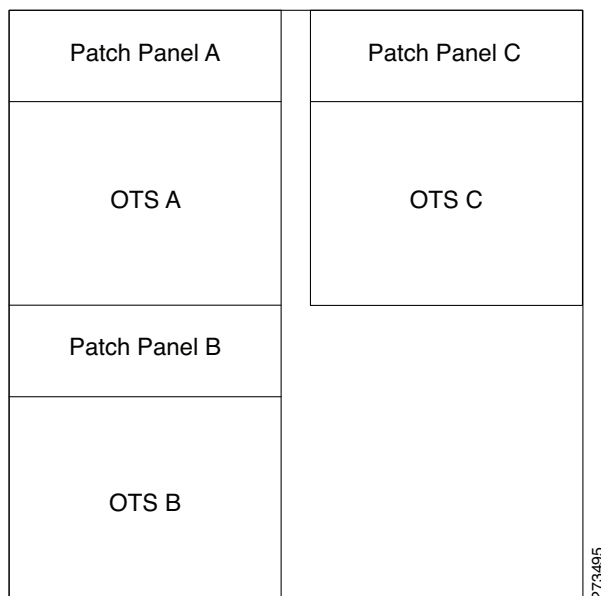 Patch Panel A
Patch Panel C
OTS A
OTS C
Patch Panel B
OTS B
273495